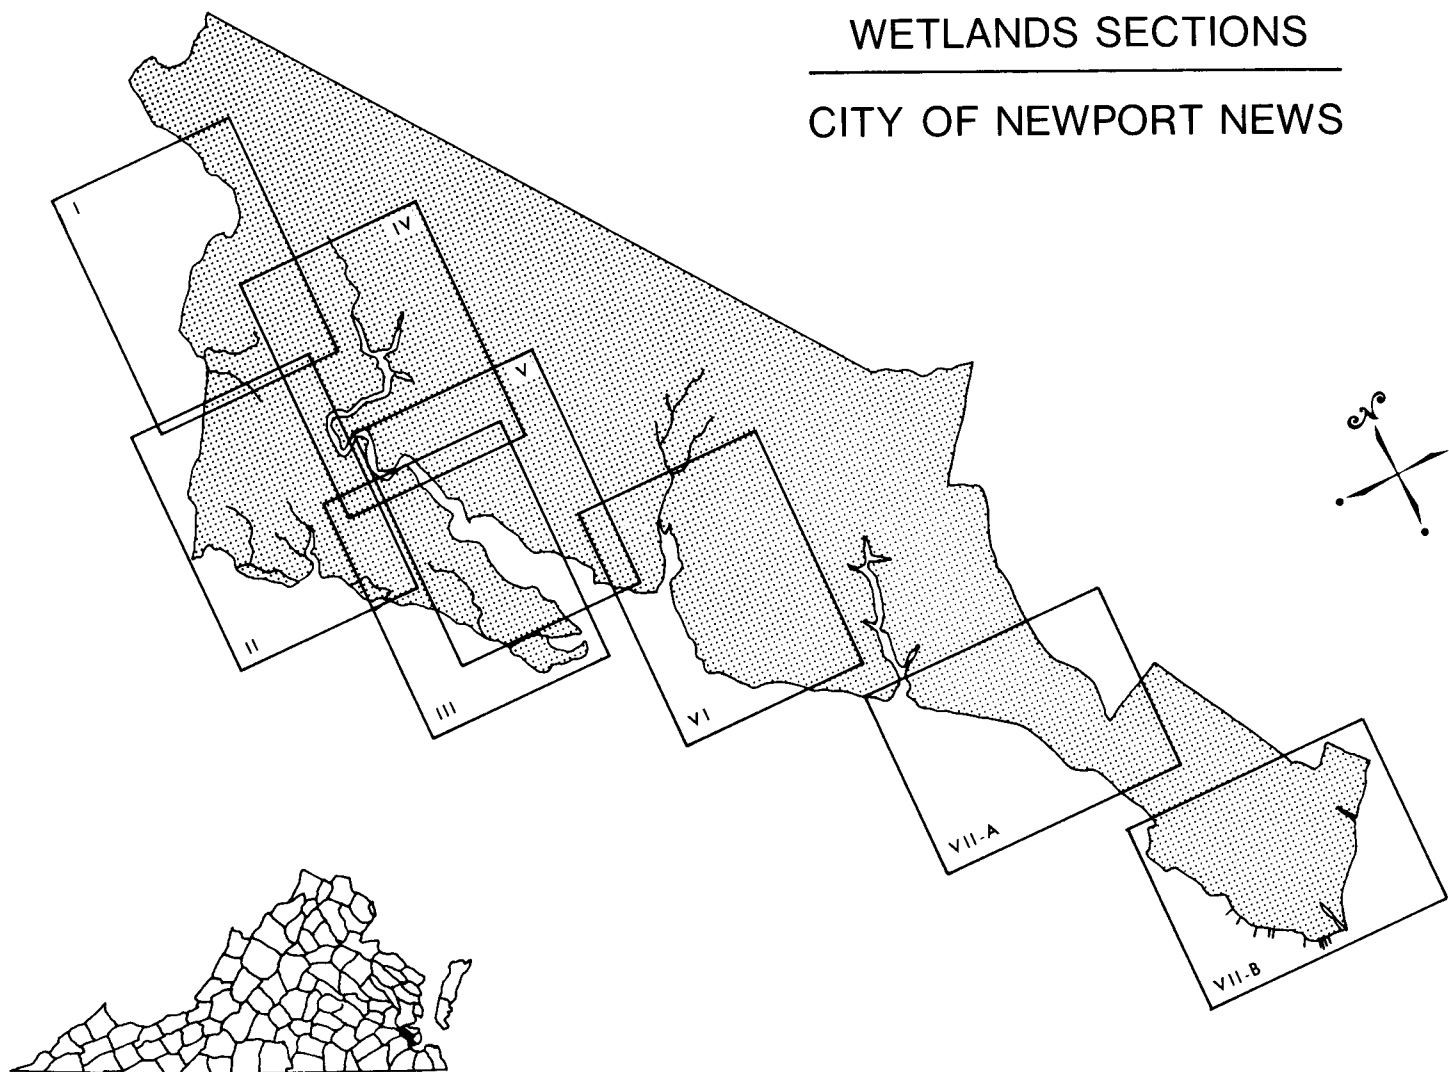 WETLANDS SECTIONS
CITY OF NEWPORT NEWS
I
IV
V
N
II
III
VI
VII-A
VII-B